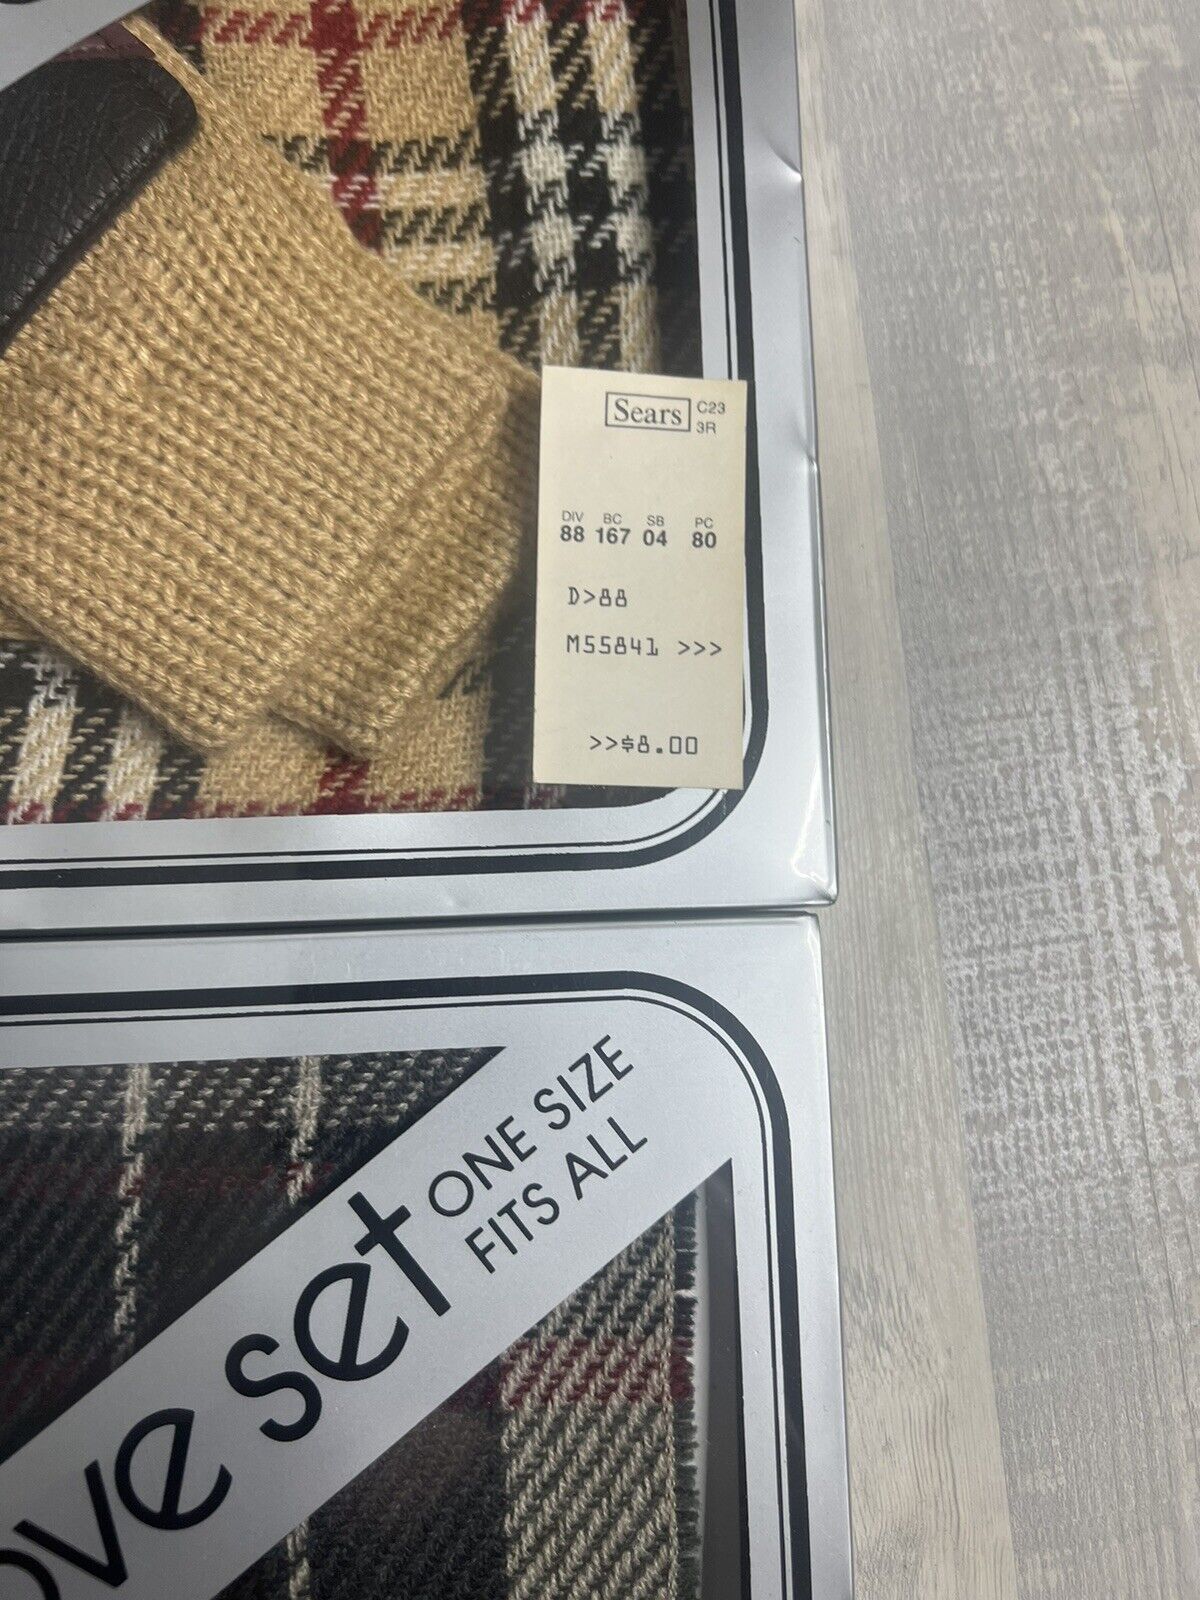 Sears C23
3R
DIV BC SB PC
88 167 04 80
D>88
M55841 >>>
>>$8.00
ONE SIZE
FITS ALL
ove set